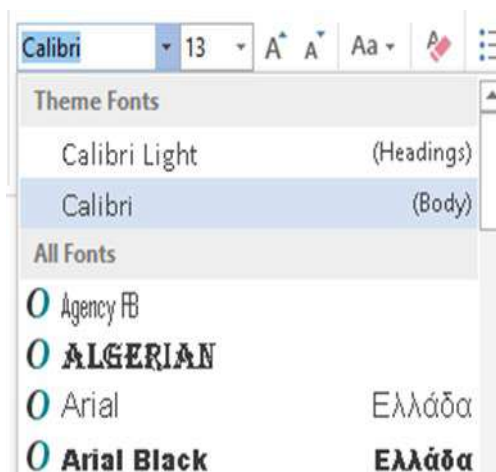 Calibri 13 A A Aa A
Theme Fonts
Calibri Light (Headings)
Calibri (Body)
All Fonts
O Agency FB
O ALGERIAN
O Arial Ελλάδα
O Arial Black Ελλάδα